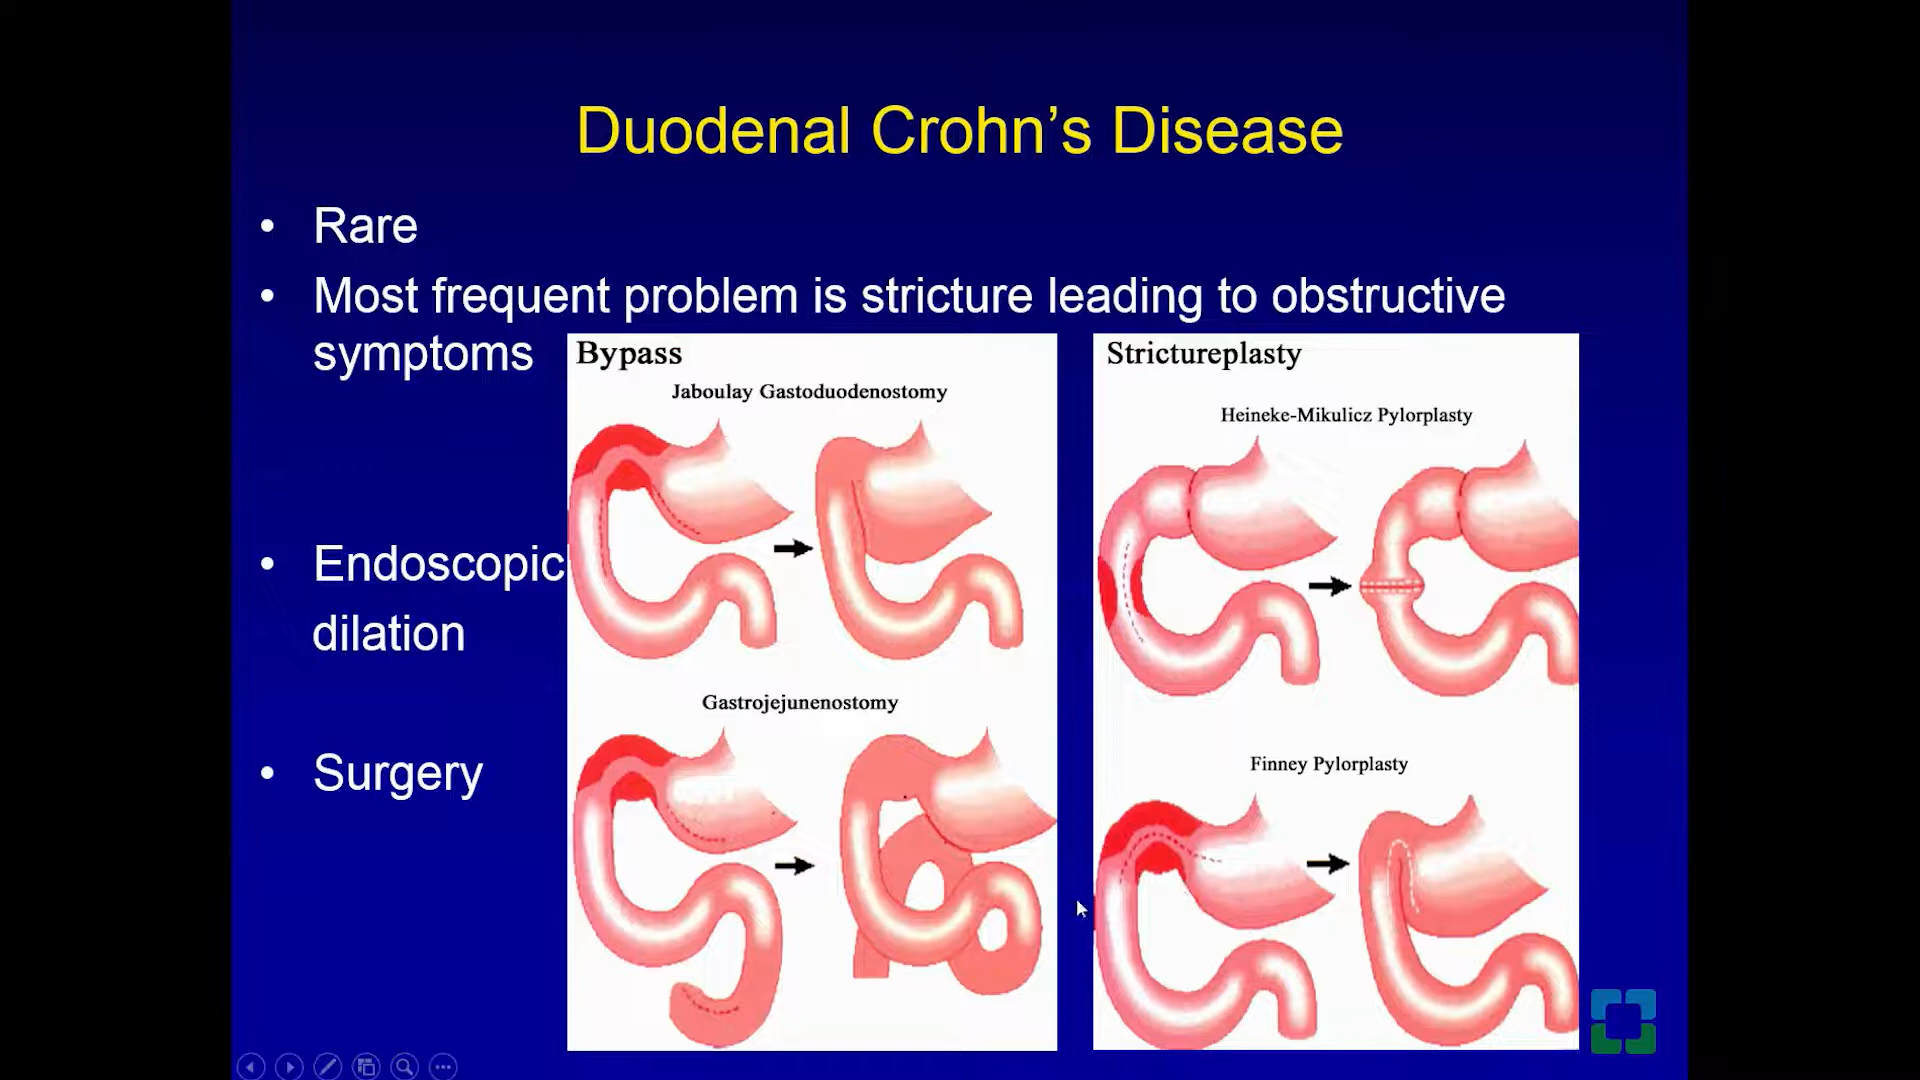 Duodenal Crohn’s Disease
• Rare
• Most frequent problem is stricture leading to obstructive
symptoms
• Endoscopic
dilation
• Surgery
Bypass
Jaboulay Gastoduodenostomy
Gastrojejunenostomy
Strictureplasty
Heineke-Mikulicz Pylorplasty
Finney Pylorplasty